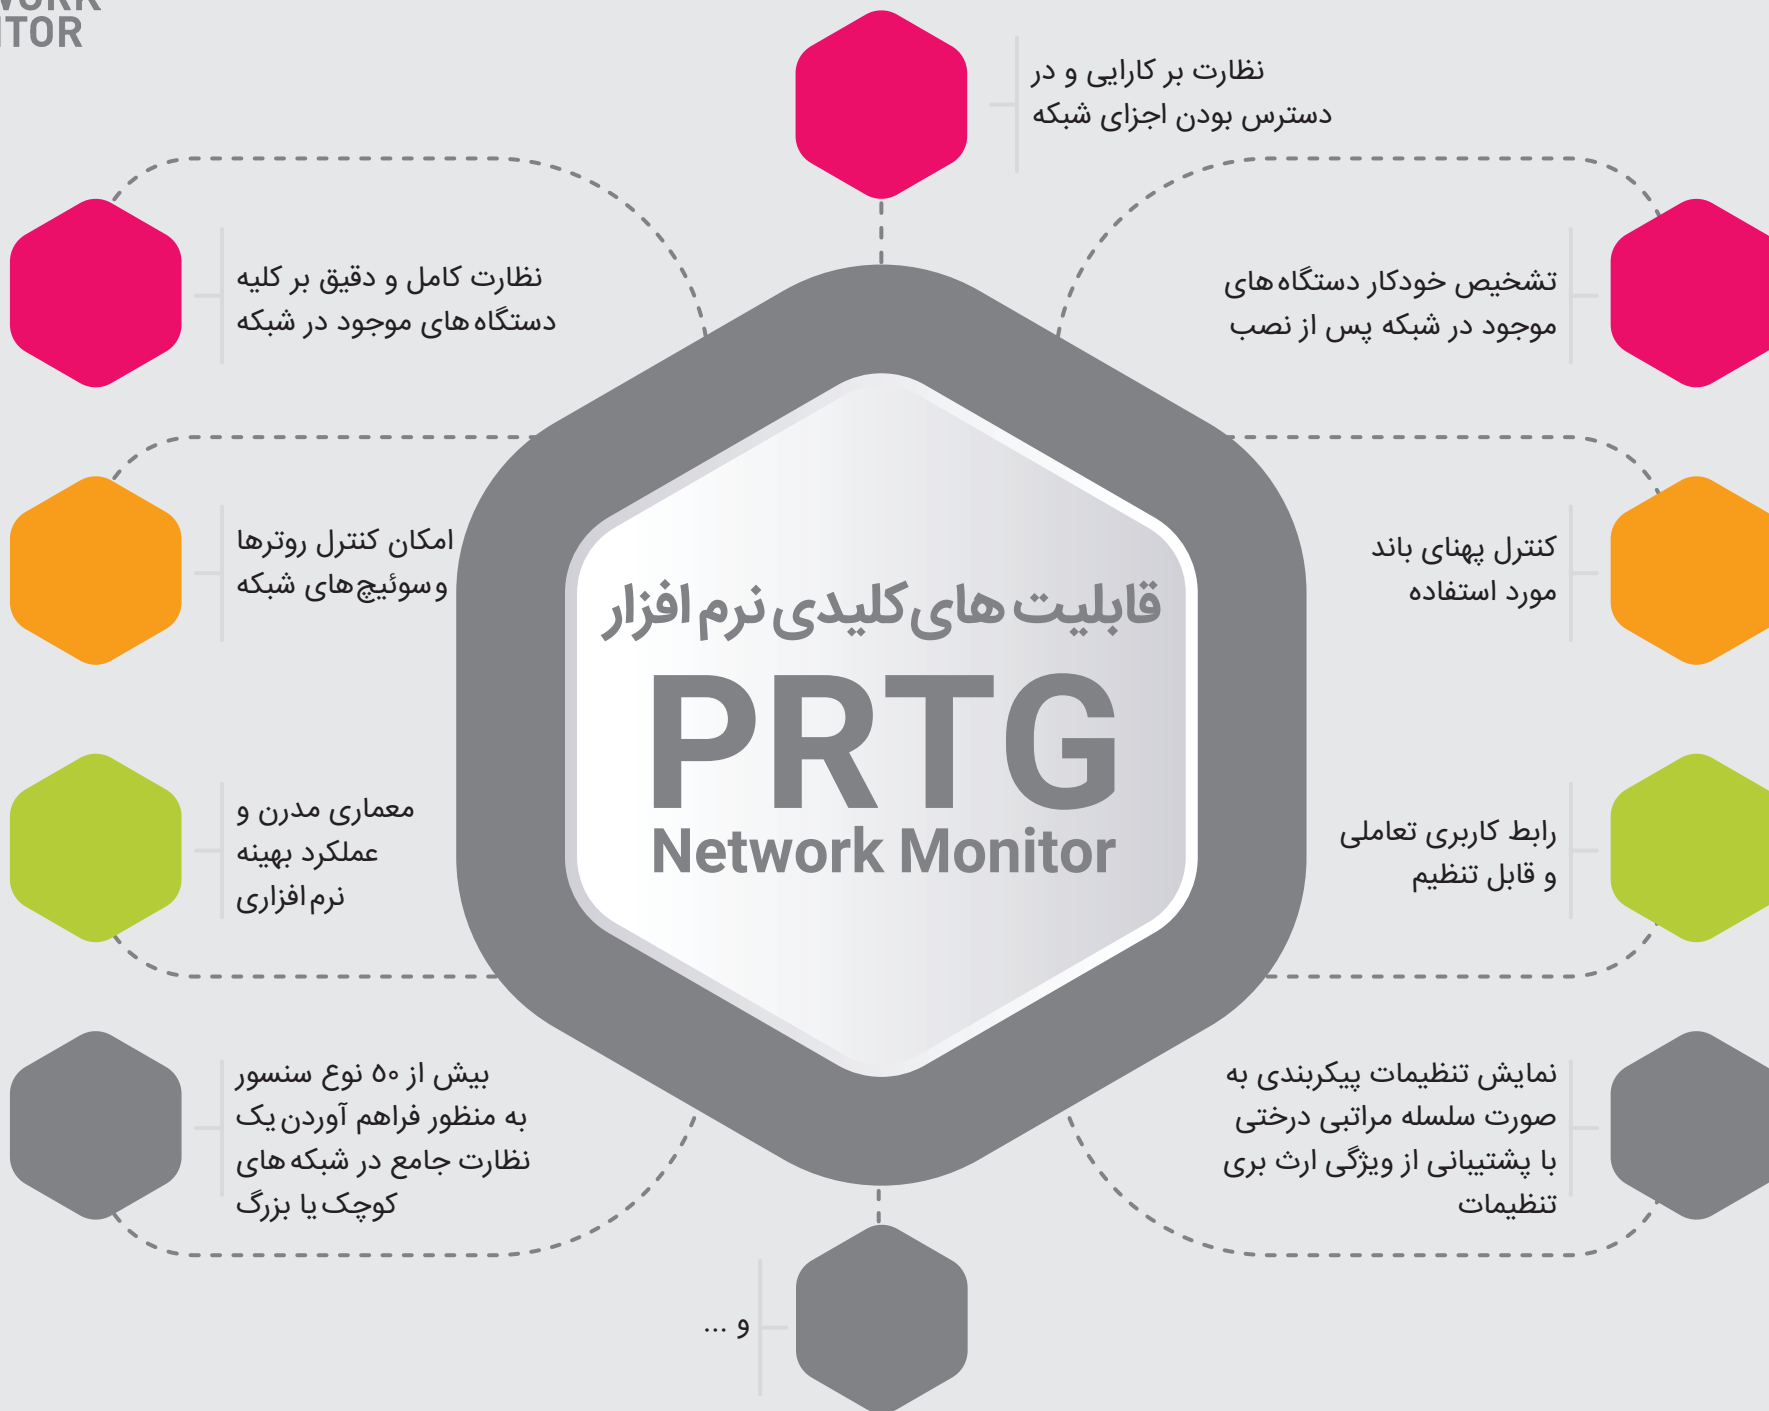 ITOR
نظارت بر کارایی و در
دسترس بودن اجزای شبکه
تشخیص خودکار دستگاه های
موجود در شبکه پس از نصب
نظارت کامل و دقیق بر کلیه
دستگاه های موجود در شبکه
کنترل پهنای باند
مورد استفاده
امکان کنترل روترها
و سوئیچ‌های شبکه
قابلیت های کلیدی نرم افزار
PRTG
Network Monitor
رابط کاربری تعاملی
و قابل تنظیم
معماری مدرن و
عملکرد بهینه
نرم افزاری
نمایش تنظیمات پیکربندی به
صورت سلسله مراتبی درختی
با پشتیبانی از ویژگی ارث بری
تنظیمات
بیش از ۵۰ نوع سنسور
به منظور فراهم آوردن یک
نظارت جامع در شبکه های
کوچک یا بزرگ
و ...